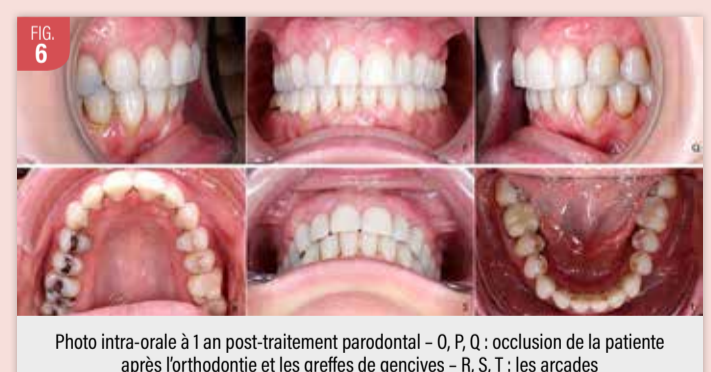 FIG.
6
P
Q
R
S
T
Photo intra-orale à 1 an post-traitement parodontal – O, P, Q : occlusion de la patiente
après l'orthodontie et les greffes de gencives – R, S, T : les arcades